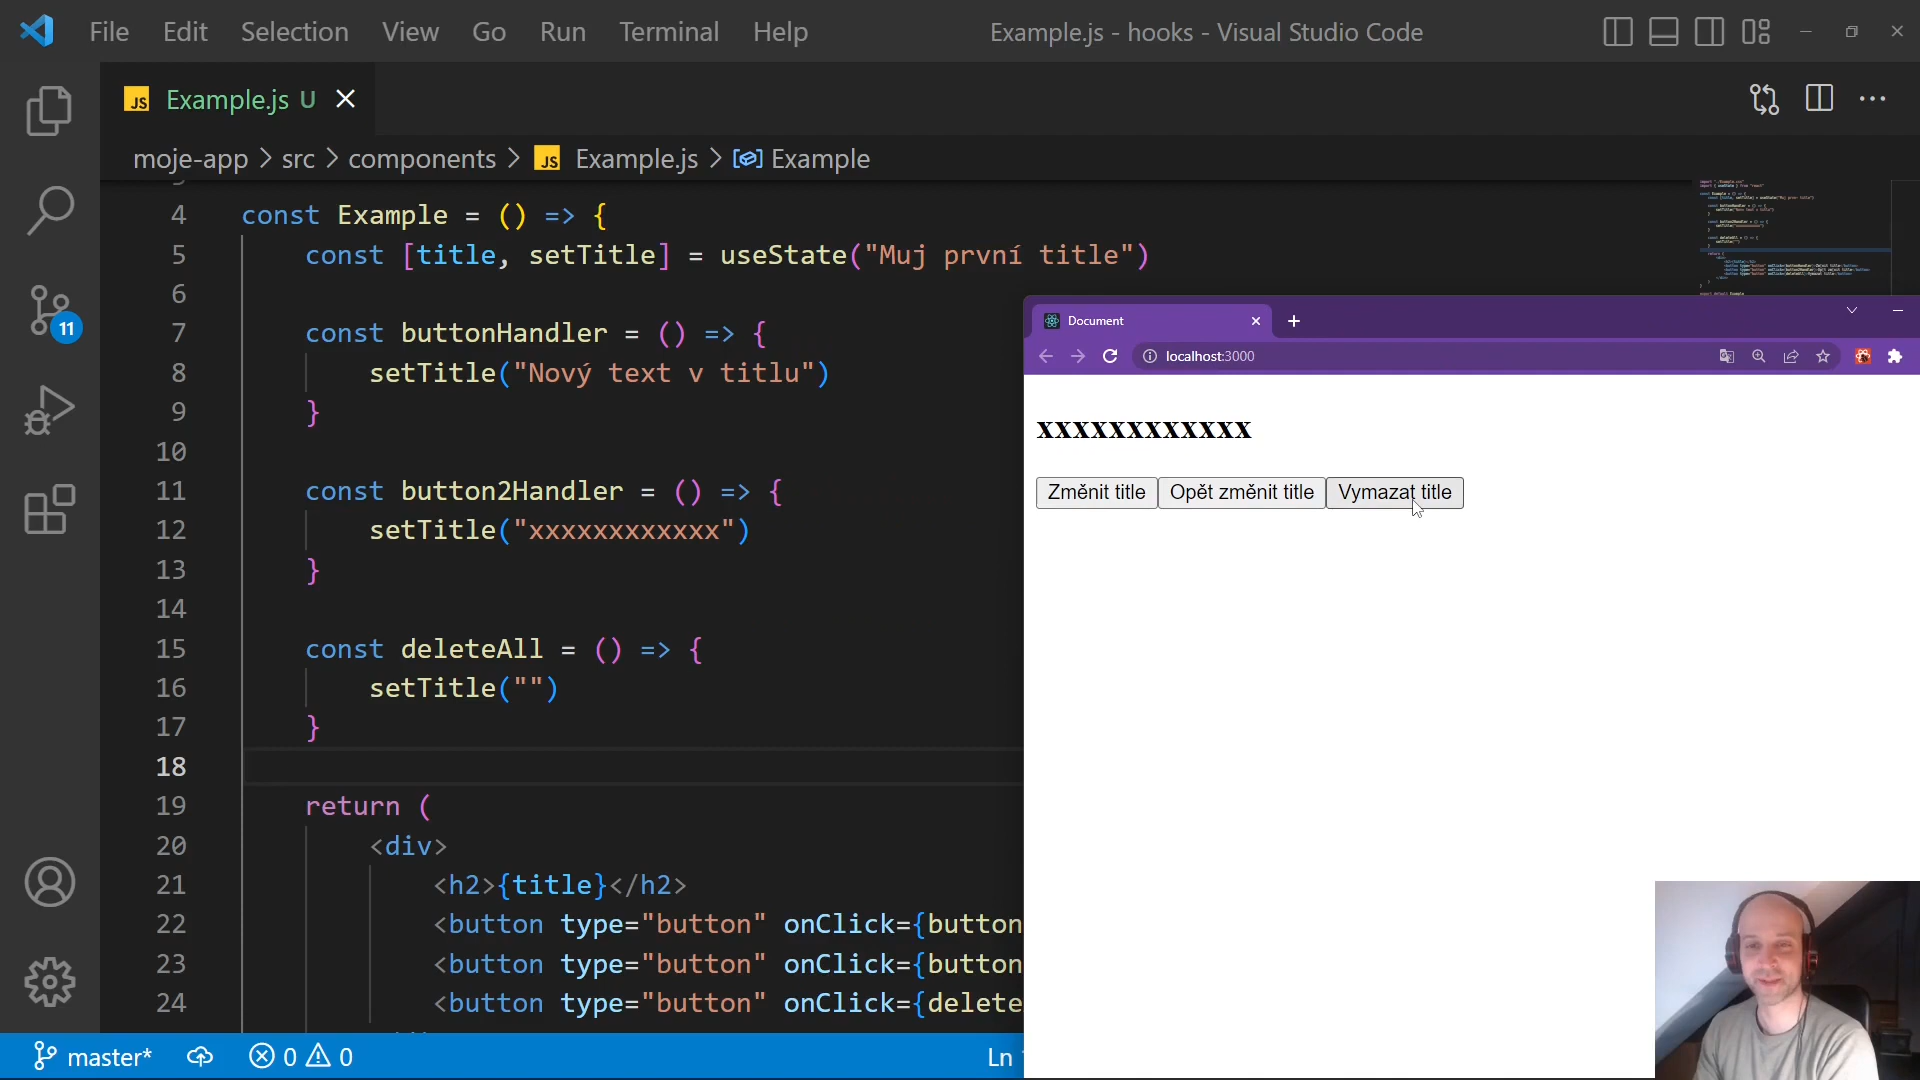 File Edit Selection View Go Run Terminal Help Example.js - hooks - Visual Studio Code
JS Example.js U
moje-app > src > components > JS Example.js > Example
4 const Example = () => {
5 const [title, setTitle] = useState("Muj první title")
6
7 const buttonHandler = () => {
8 setTitle("Nový text v titlu")
9 }
10
11 const button2Handler = () => {
12 setTitle("xxxxxxxxxxxx")
13 }
14
15 const deleteAll = () => {
16 setTitle("")
17 }
18
19 return (
20 <div>
21 <h2>{title}</h2>
22 <button type="button" onClick={button
23 <button type="button" onClick={button
24 <button type="button" onClick={delete
11
master* 0 0 Ln
Document
localhost:3000
xxxxxxxxxxxx
Změnit title Opět změnit title Vymazat title